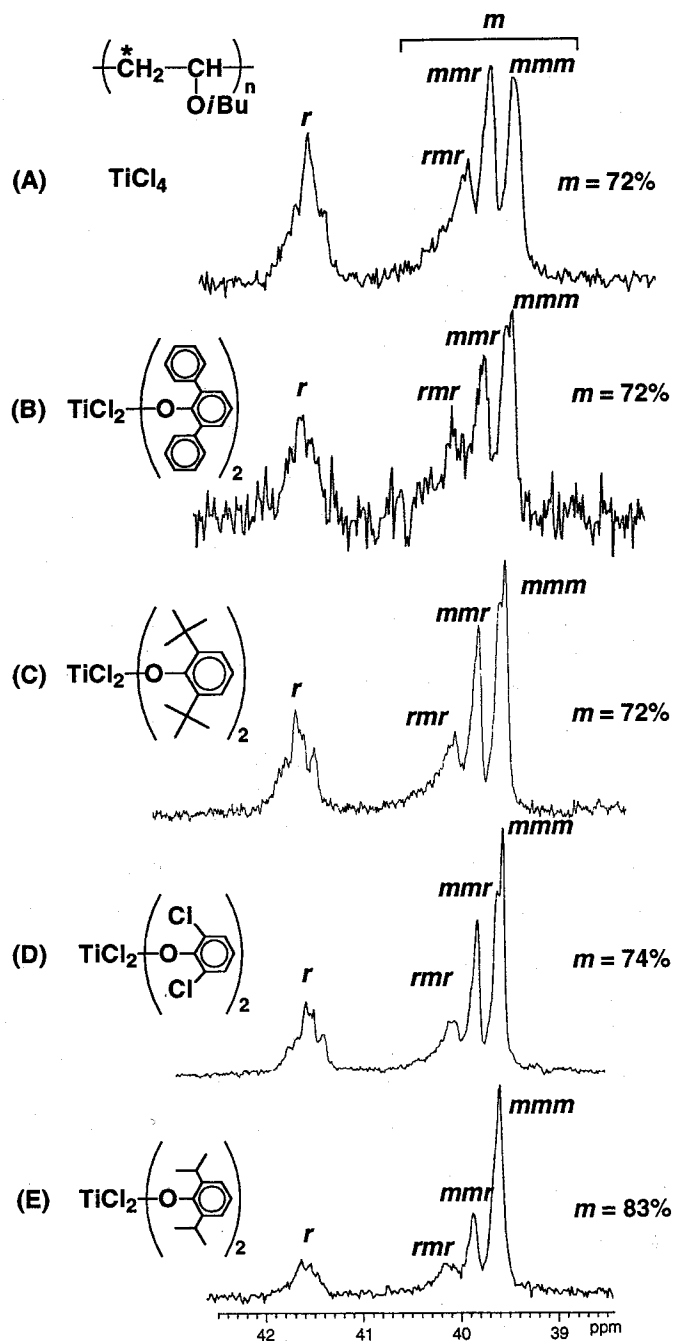 m
* CH2 CH n
OiBu
r rmr mmr mmm
(A) TiCl4 m = 72%
r rmr mmr mmm
(B) TiCl2 O 2 m = 72%
r rmr mmr mmm
(C) TiCl2 O 2 m = 72%
r rmr mmr mmm
(D) TiCl2 O Cl Cl 2 m = 74%
r rmr mmr mmm
(E) TiCl2 O 2 m = 83%
42 41 40 39 ppm